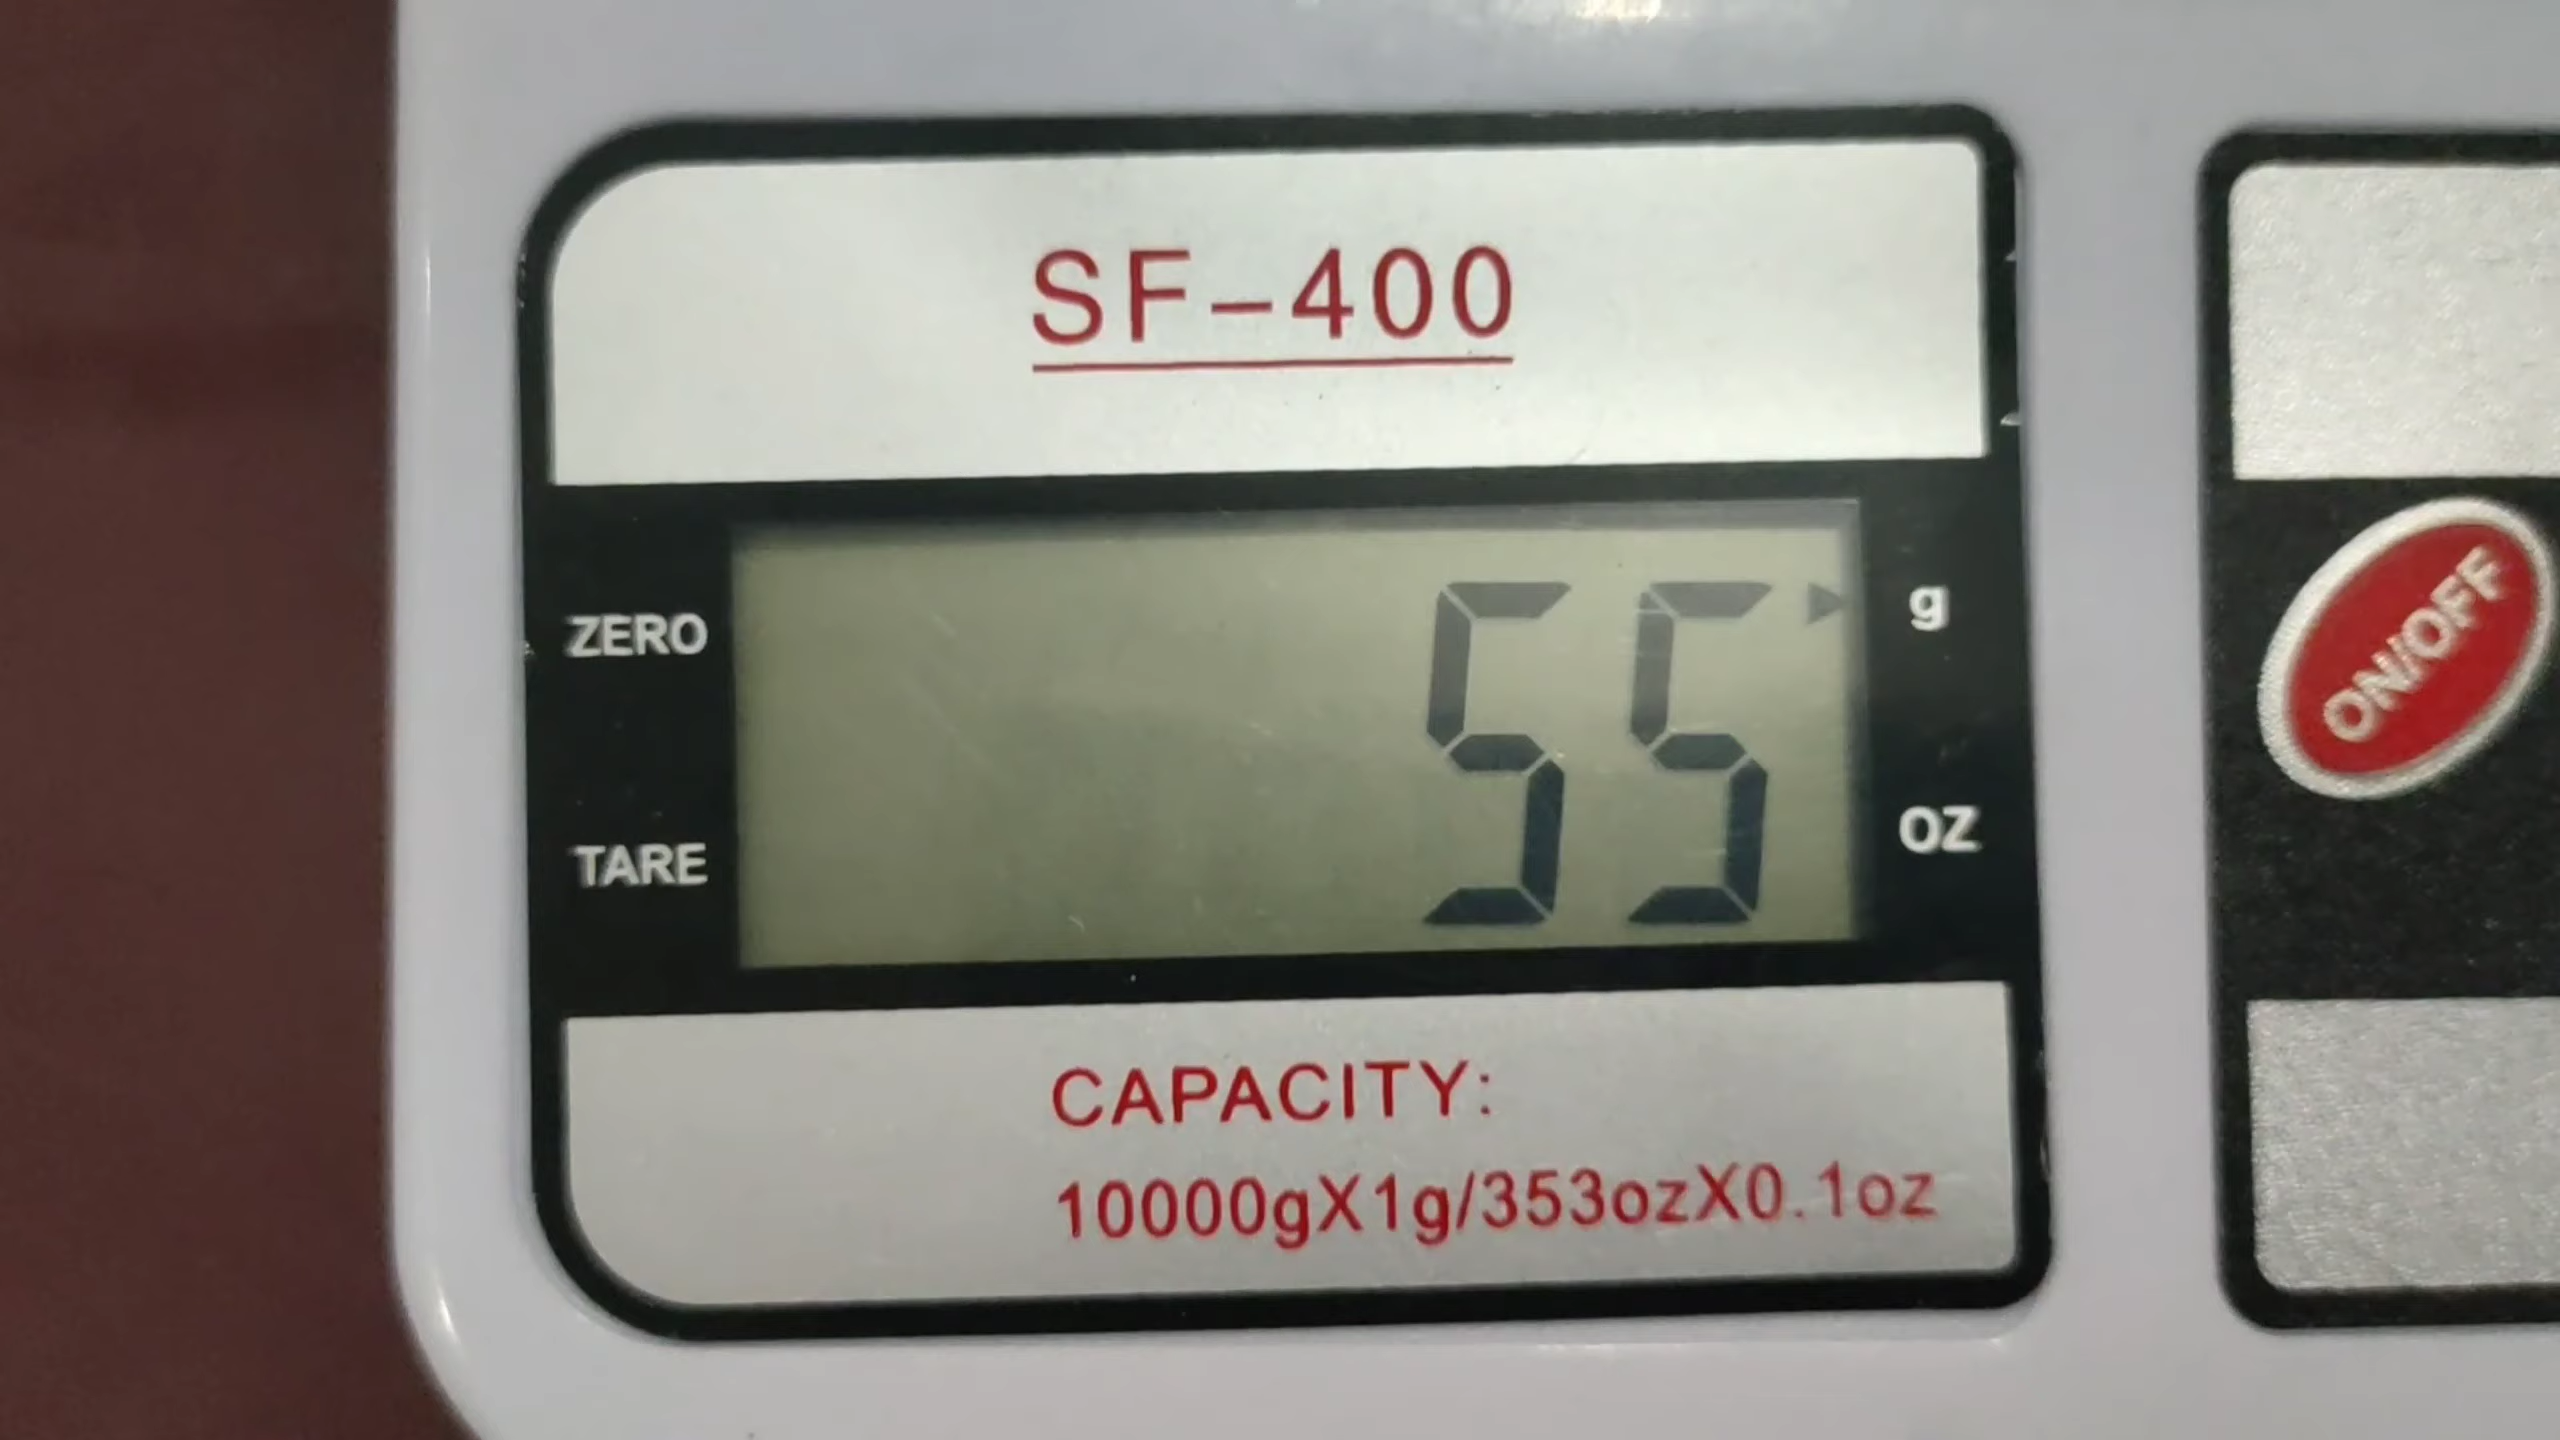 SF-400
ZERO
55
g
TARE
OZ
ON/OFF
CAPACITY:
10000gX1g/353ozX0.1oz